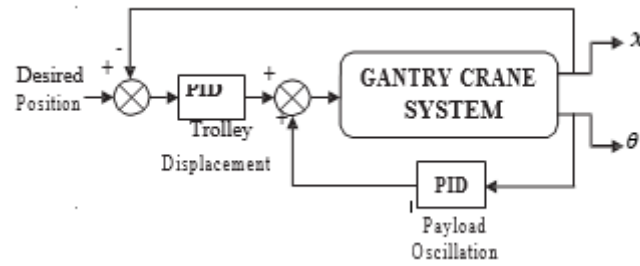 -
+
x
Desired
Position
PID
Trolley
Displacement
+
+
GANTRY CRANE
SYSTEM
θ
PID
Payload
Oscillation